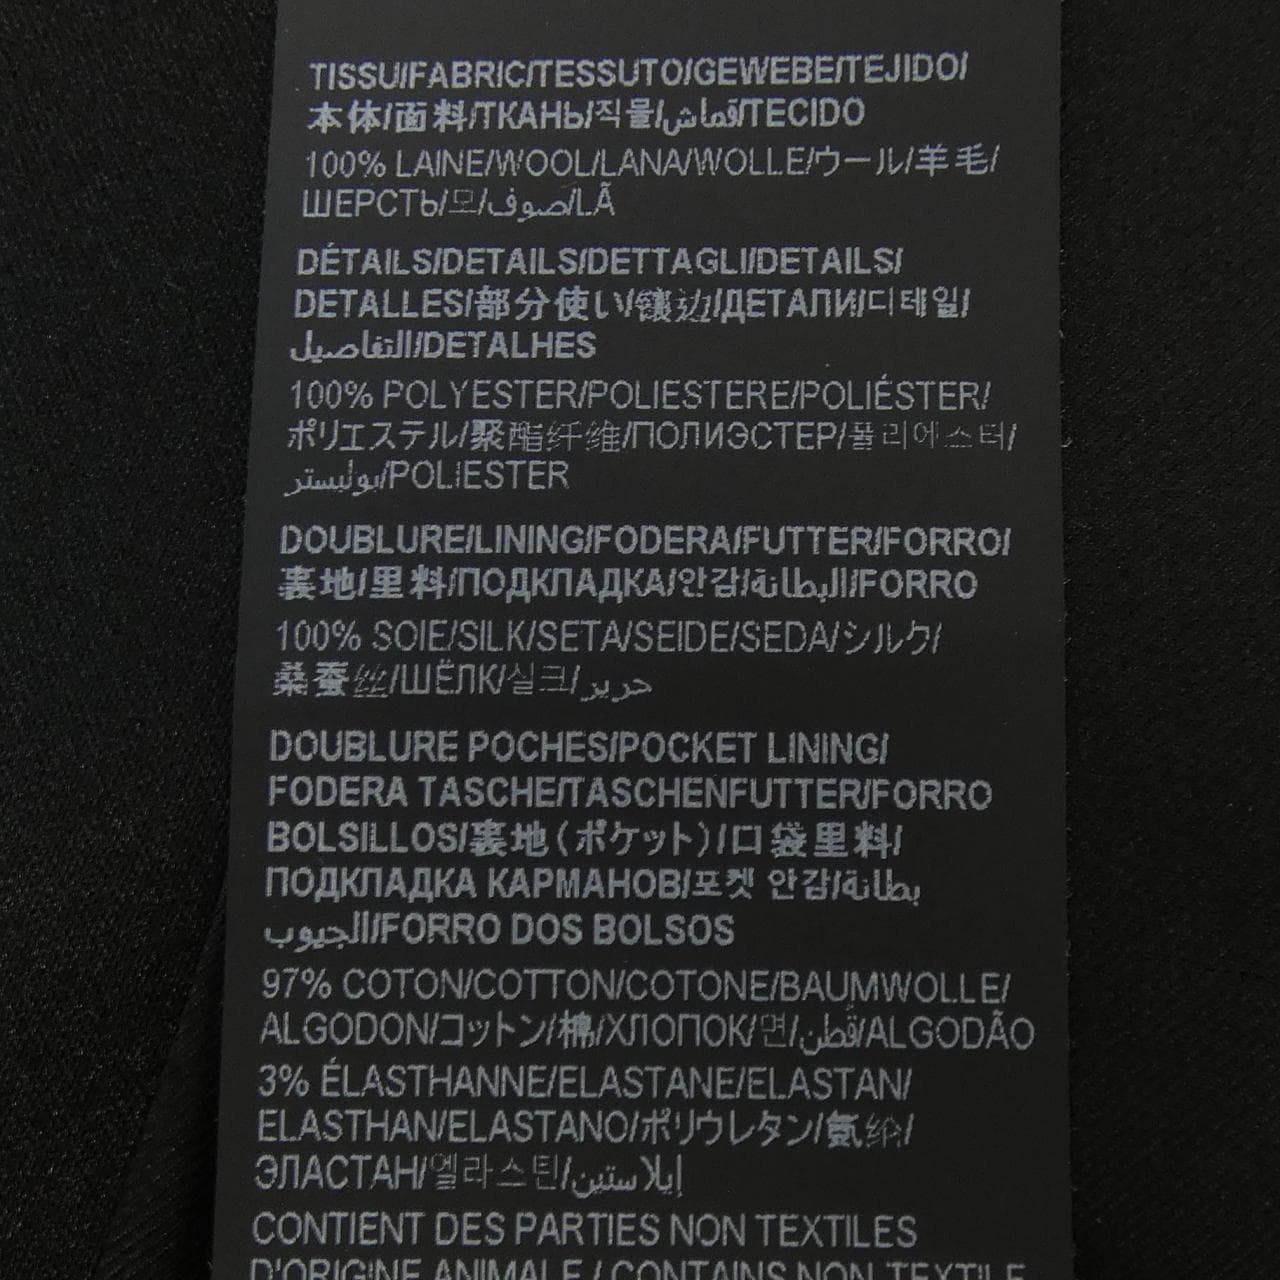 TISSU/FABRIC/TESSUTO/GEWEBE/TEJIDO/
本体/面料/ТКАНЬ/직물/قماش/TECIDO
100% LAINE/WOOL/LANA/WOLLE/ウール/羊毛/
ШЕРСТЬ/모/صوف/LÃ
DÉTAILS/DETAILS/DETTAGLI/DETAILS/
DETALLES/部分使い/镶边/ДЕТАЛИ/디테일/
التفاصيل/DETALHES
100% POLYESTER/POLIESTERE/POLIÉSTER/
ポリエステル/聚酯纤维/ПОЛИЭСТЕР/폴리에스터/
بوليستر/POLIESTER
DOUBLURE/LINING/FODERA/FUTTER/FORRO/
裏地/里料/ПОДКЛАДКА/안감/البطانة/FORRO
100% SOIE/SILK/SETA/SEIDE/SEDA/シルク/
桑蚕丝/ШЁЛК/실크/حرير
DOUBLURE POCHES/POCKET LINING/
FODERA TASCHE/TASCHENFUTTER/FORRO
BOLSILLOS/裏地(ポケット)/口袋里料/
ПОДКЛАДКА КАРМАНОВ/포켓 안감/بطانة
الجيوب/FORRO DOS BOLSOS
97% COTON/COTTON/COTONE/BAUMWOLLE/
ALGODON/コットン/棉/ХЛОПОК/면/قُطن/ALGODÃO
3% ÉLASTHANNE/ELASTANE/ELASTAN/
ELASTHAN/ELASTANO/ポリウレタン/氨纶/
ЭЛАСТАН/엘라스틴/إيلاستين
CONTIENT DES PARTIES NON TEXTILES
D'ORIGINE ANIMALE / CONTAINS NON TEXTILE